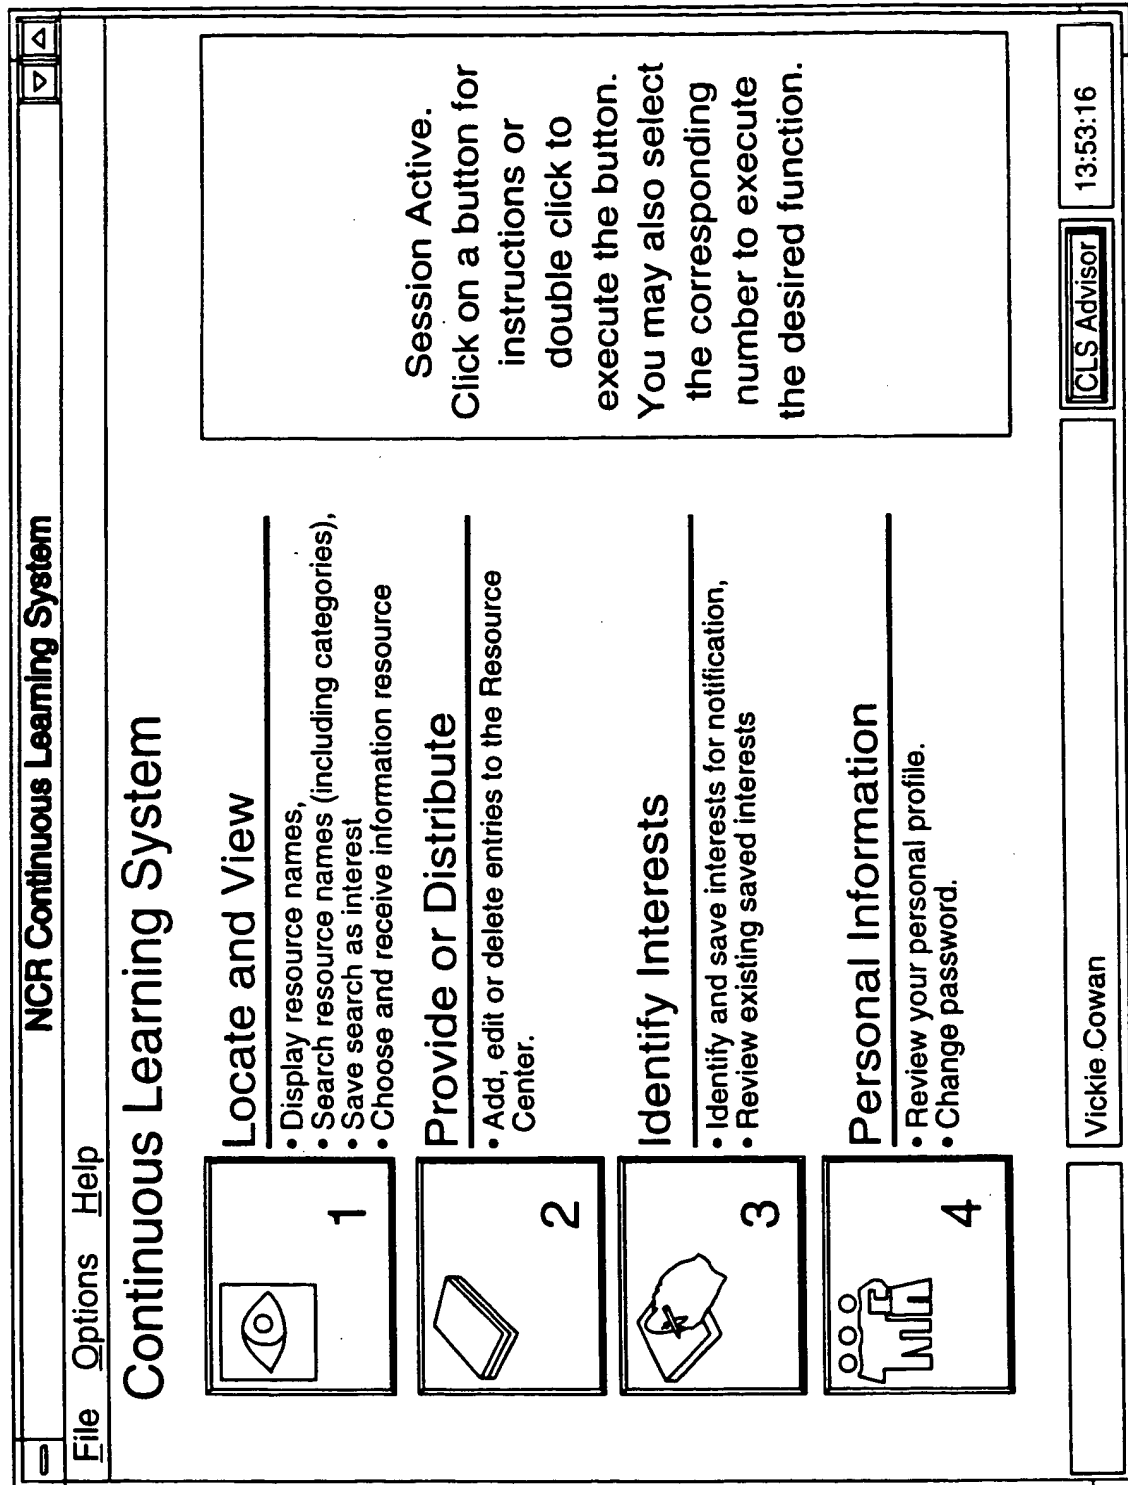 NCR Continuous Learning System
File Options Help
Continuous Learning System
1
Locate and View
• Display resource names,
• Search resource names (including categories),
• Save search as interest
• Choose and receive information resource
2
Provide or Distribute
• Add, edit or delete entries to the Resource
Center.
3
Identify Interests
• Identify and save interests for notification,
• Review existing saved interests
4
Personal Information
• Review your personal profile.
• Change password.
Session Active.
Click on a button for
instructions or
double click to
execute the button.
You may also select
the corresponding
number to execute
the desired function.
Vickie Cowan
CLS Advisor
13:53:16